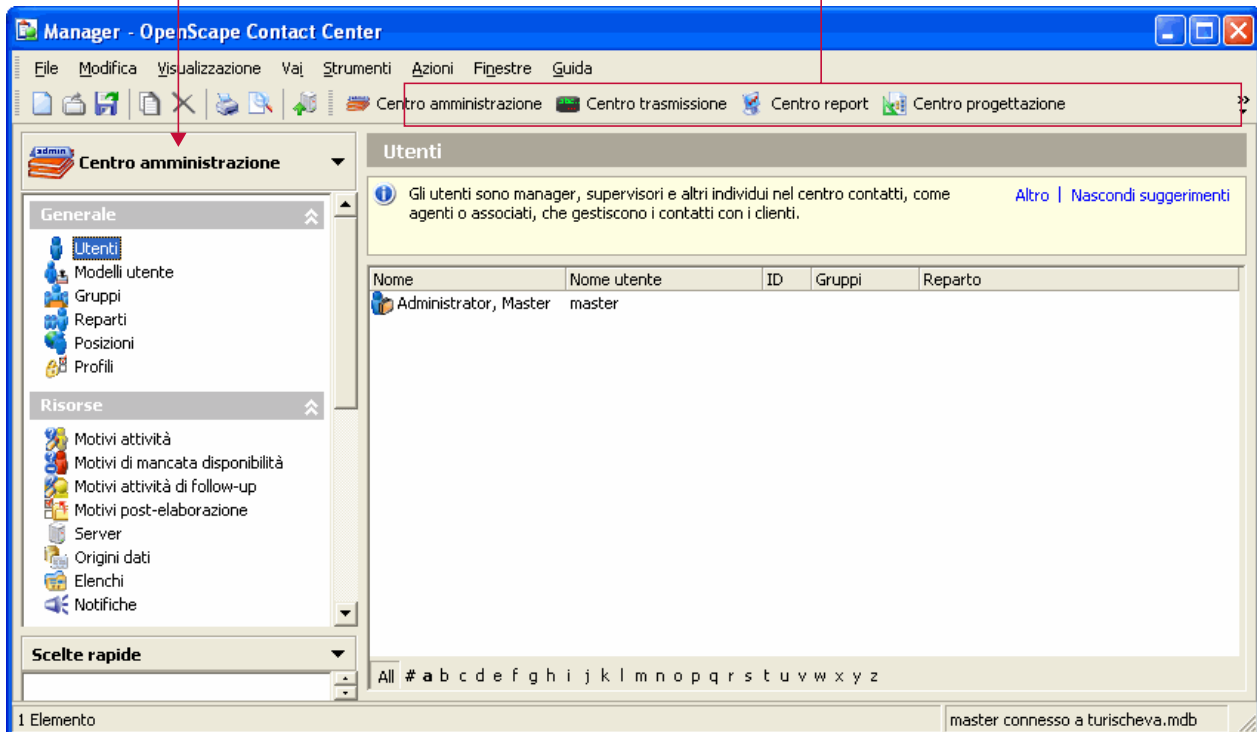 Manager - OpenScape Contact Center
File Modifica Visualizzazione Vai Strumenti Azioni Finestre Guida
Centro amministrazione Centro trasmissione Centro report Centro progettazione
admin
Centro amministrazione
Generale
Utenti
Modelli utente
Gruppi
Reparti
Posizioni
Profili
Risorse
Motivi attività
Motivi di mancata disponibilità
Motivi attività di follow-up
Motivi post-elaborazione
Server
Origini dati
Elenchi
Notifiche
Scelte rapide
Utenti
Gli utenti sono manager, supervisori e altri individui nel centro contatti, come
agenti o associati, che gestiscono i contatti con i clienti.
Altro | Nascondi suggerimenti
Nome Nome utente ID Gruppi Reparto
Administrator, Master master
All # a b c d e f g h i j k l m n o p q r s t u v w x y z
1 Elemento
master connesso a turischeva.mdb